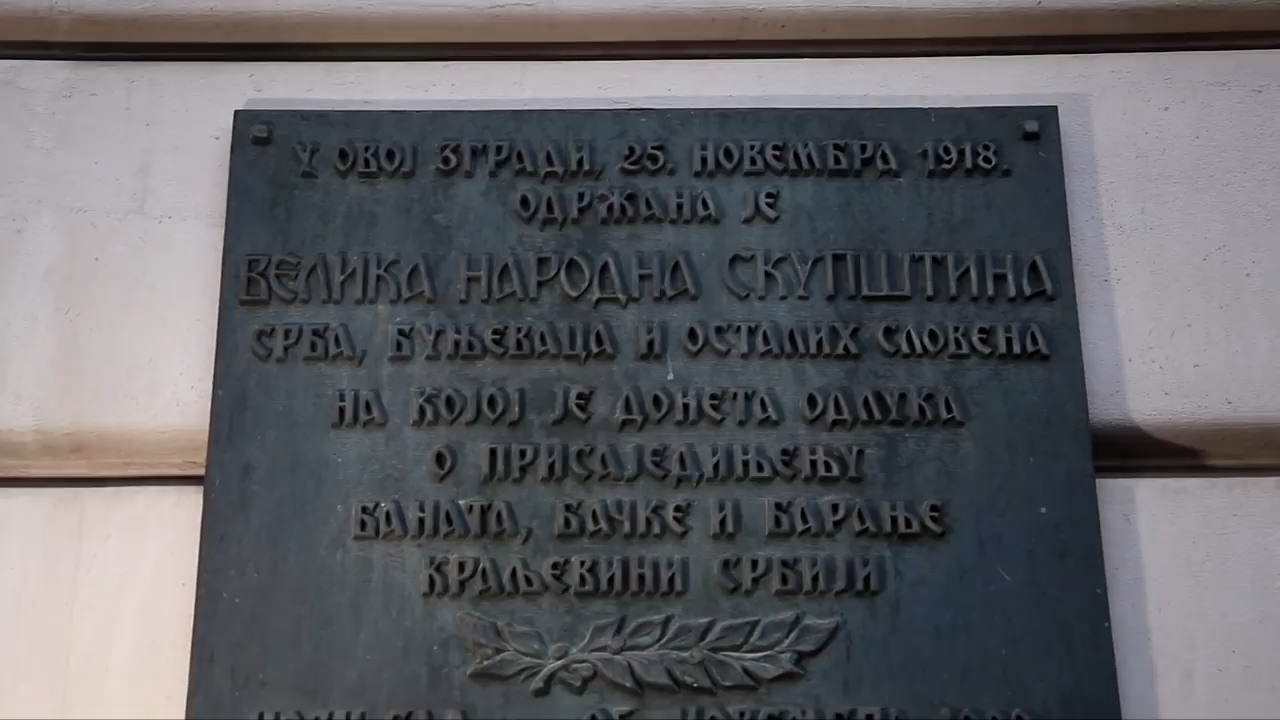 У ОВОЈ ЗГРАДИ, 25. НОВЕМБРА 1918.
ОДРЖАНА ЈЕ
ВЕЛИКА НАРОДНА СКУПШТИНА
СРБА, БУЊЕВАЦА И ОСТАЛИХ СЛОВЕНА
НА КОЈОЈ ЈЕ ДОНЕТА ОДЛУКА
О ПРИСАЈЕДИЊЕЊУ
БАНАТА, БАЧКЕ И БАРАЊЕ
КРАЉЕВИНИ СРБИЈИ